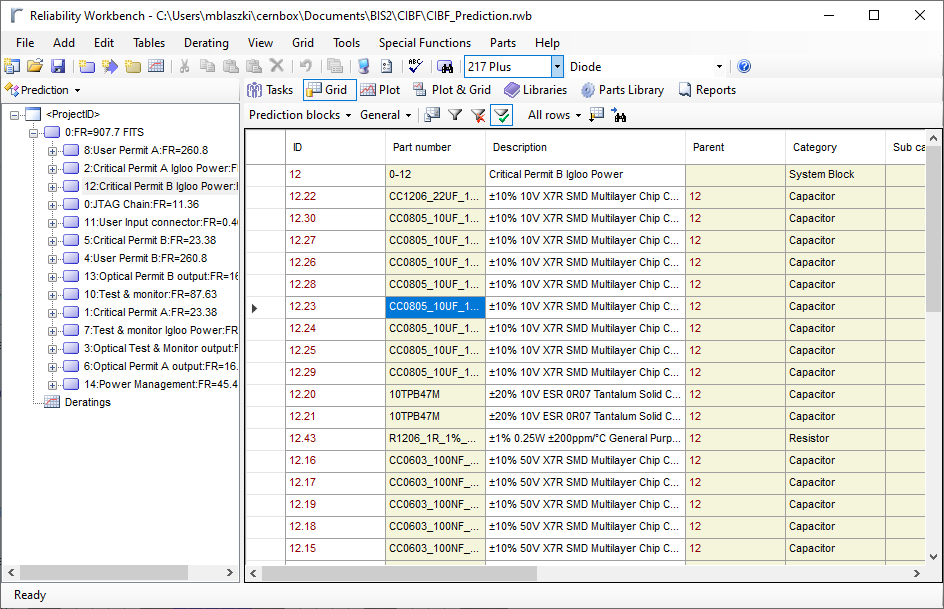 Reliability Workbench - C:\Users\mblaszki\cernbox\Documents\BIS2\CIBF\CIBF_Prediction.rwb
File Add Edit Tables Derating View Grid Tools Special Functions Parts Help
ABC 217 Plus Diode
Prediction Tasks Grid Plot Plot & Grid Libraries Parts Library Reports
Prediction blocks General All rows
<ProjectID>
0:FR=907.7 FITS
8:User Permit A:FR=260.8
2:Critical Permit A Igloo Power:F
12:Critical Permit B Igloo Power:
0:JTAG Chain:FR=11.36
11:User Input connector:FR=0.4
5:Critical Permit B:FR=23.38
4:User Permit B:FR=260.8
13:Optical Permit B output:FR=16
10:Test & monitor:FR=87.63
1:Critical Permit A:FR=23.38
7:Test & monitor Igloo Power:FR
3:Optical Test & Monitor output:F
6:Optical Permit A output:FR=16.
14:Power Management:FR=45.4
Deratings
ID Part number Description Parent Category Sub ca
12 0-12 Critical Permit B Igloo Power System Block
12.22 CC1206_22UF_1... ±10% 10V X7R SMD Multilayer Chip C... 12 Capacitor
12.30 CC0805_10UF_1... ±10% 10V X7R SMD Multilayer Chip C... 12 Capacitor
12.27 CC0805_10UF_1... ±10% 10V X7R SMD Multilayer Chip C... 12 Capacitor
12.26 CC0805_10UF_1... ±10% 10V X7R SMD Multilayer Chip C... 12 Capacitor
12.28 CC0805_10UF_1... ±10% 10V X7R SMD Multilayer Chip C... 12 Capacitor
12.23 CC0805_10UF_1... ±10% 10V X7R SMD Multilayer Chip C... 12 Capacitor
12.24 CC0805_10UF_1... ±10% 10V X7R SMD Multilayer Chip C... 12 Capacitor
12.25 CC0805_10UF_1... ±10% 10V X7R SMD Multilayer Chip C... 12 Capacitor
12.29 CC0805_10UF_1... ±10% 10V X7R SMD Multilayer Chip C... 12 Capacitor
12.20 10TPB47M ±20% 10V ESR 0R07 Tantalum Solid C... 12 Capacitor
12.21 10TPB47M ±20% 10V ESR 0R07 Tantalum Solid C... 12 Capacitor
12.43 R1206_1R_1%_... ±1% 0.25W ±200ppm/°C General Purp... 12 Resistor
12.16 CC0603_100NF_... ±10% 50V X7R SMD Multilayer Chip C... 12 Capacitor
12.17 CC0603_100NF_... ±10% 50V X7R SMD Multilayer Chip C... 12 Capacitor
12.19 CC0603_100NF_... ±10% 50V X7R SMD Multilayer Chip C... 12 Capacitor
12.18 CC0603_100NF_... ±10% 50V X7R SMD Multilayer Chip C... 12 Capacitor
12.15 CC0603_100NF_... ±10% 50V X7R SMD Multilayer Chip C... 12 Capacitor
Ready